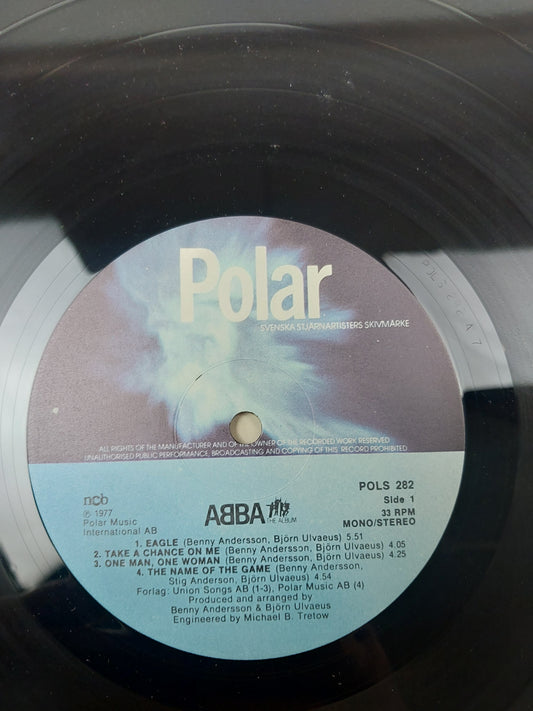 Polar
SVENSKA STJÄRNARTISTERS SKIVMÄRKE
ALL RIGHTS OF THE MANUFACTURER AND OF THE OWNER OF THE RECORDED WORK RESERVED
UNAUTHORISED PUBLIC PERFORMANCE, BROADCASTING AND COPYING OF THIS RECORD PROHIBITED
ncb
℗ 1977
Polar Music
International AB
ABBA
THE ALBUM
POLS 282
Side 1
33 RPM
MONO/STEREO
1. EAGLE (Benny Andersson, Björn Ulvaeus) 5.51
2. TAKE A CHANCE ON ME (Benny Andersson, Björn Ulvaeus) 4.05
3. ONE MAN, ONE WOMAN (Benny Andersson, Björn Ulvaeus) 4.25
4. THE NAME OF THE GAME (Benny Andersson,
Stig Anderson, Björn Ulvaeus) 4.54
Forlag: Union Songs AB (1-3), Polar Music AB (4)
Produced and arranged by
Benny Andersson & Björn Ulvaeus
Engineered by Michael B. Tretow